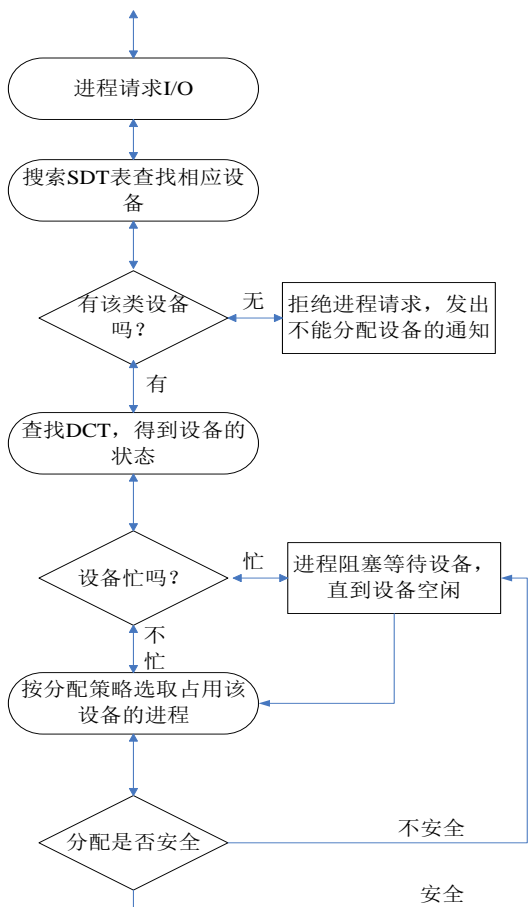 进程请求I/O
搜索SDT表查找相应设
备
有该类设备
吗？
无
拒绝进程请求，发出
不能分配设备的通知
有
查找DCT，得到设备的
状态
设备忙吗？
忙
进程阻塞等待设备，
直到设备空闲
不
忙
按分配策略选取占用该
设备的进程
分配是否安全
不安全
安全